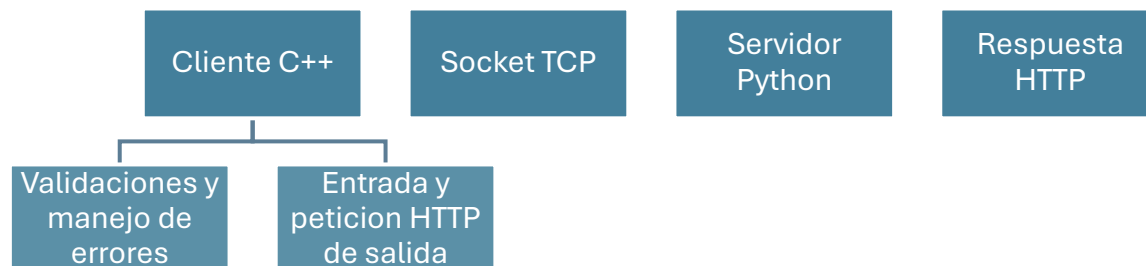 Cliente C++
Socket TCP
Servidor
Python
Respuesta
HTTP
Validaciones y
manejo de
errores
Entrada y
peticion HTTP
de salida